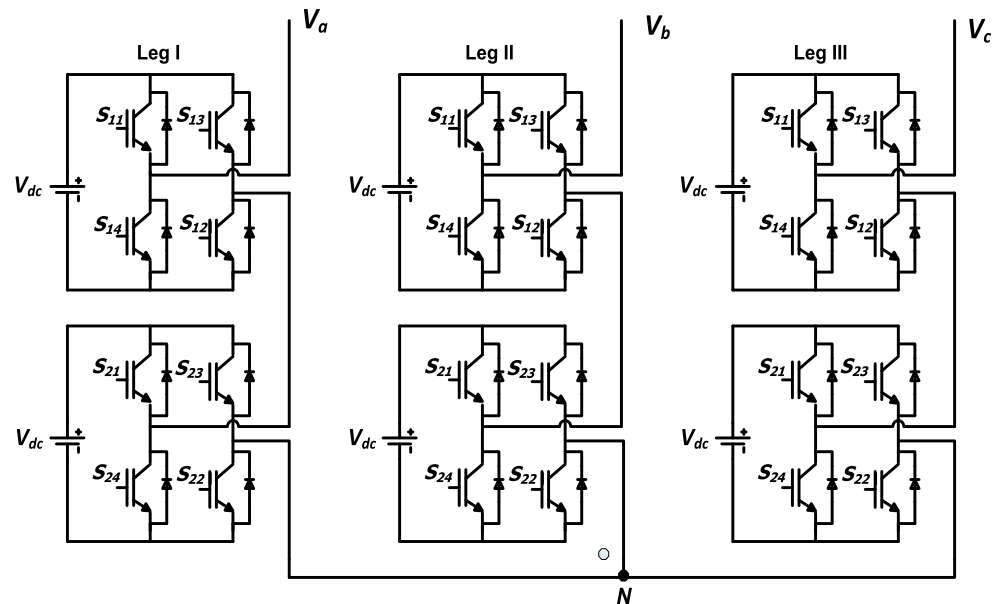 Va Vb Vc
Leg I Leg II Leg III
S11 S13 S11 S13 S11 S13
Vdc + Vdc + Vdc +
S14 S12 S14 S12 S14 S12
S21 S23 S21 S23 S21 S23
Vdc + Vdc + Vdc +
S24 S22 S24 S22 S24 S22
N